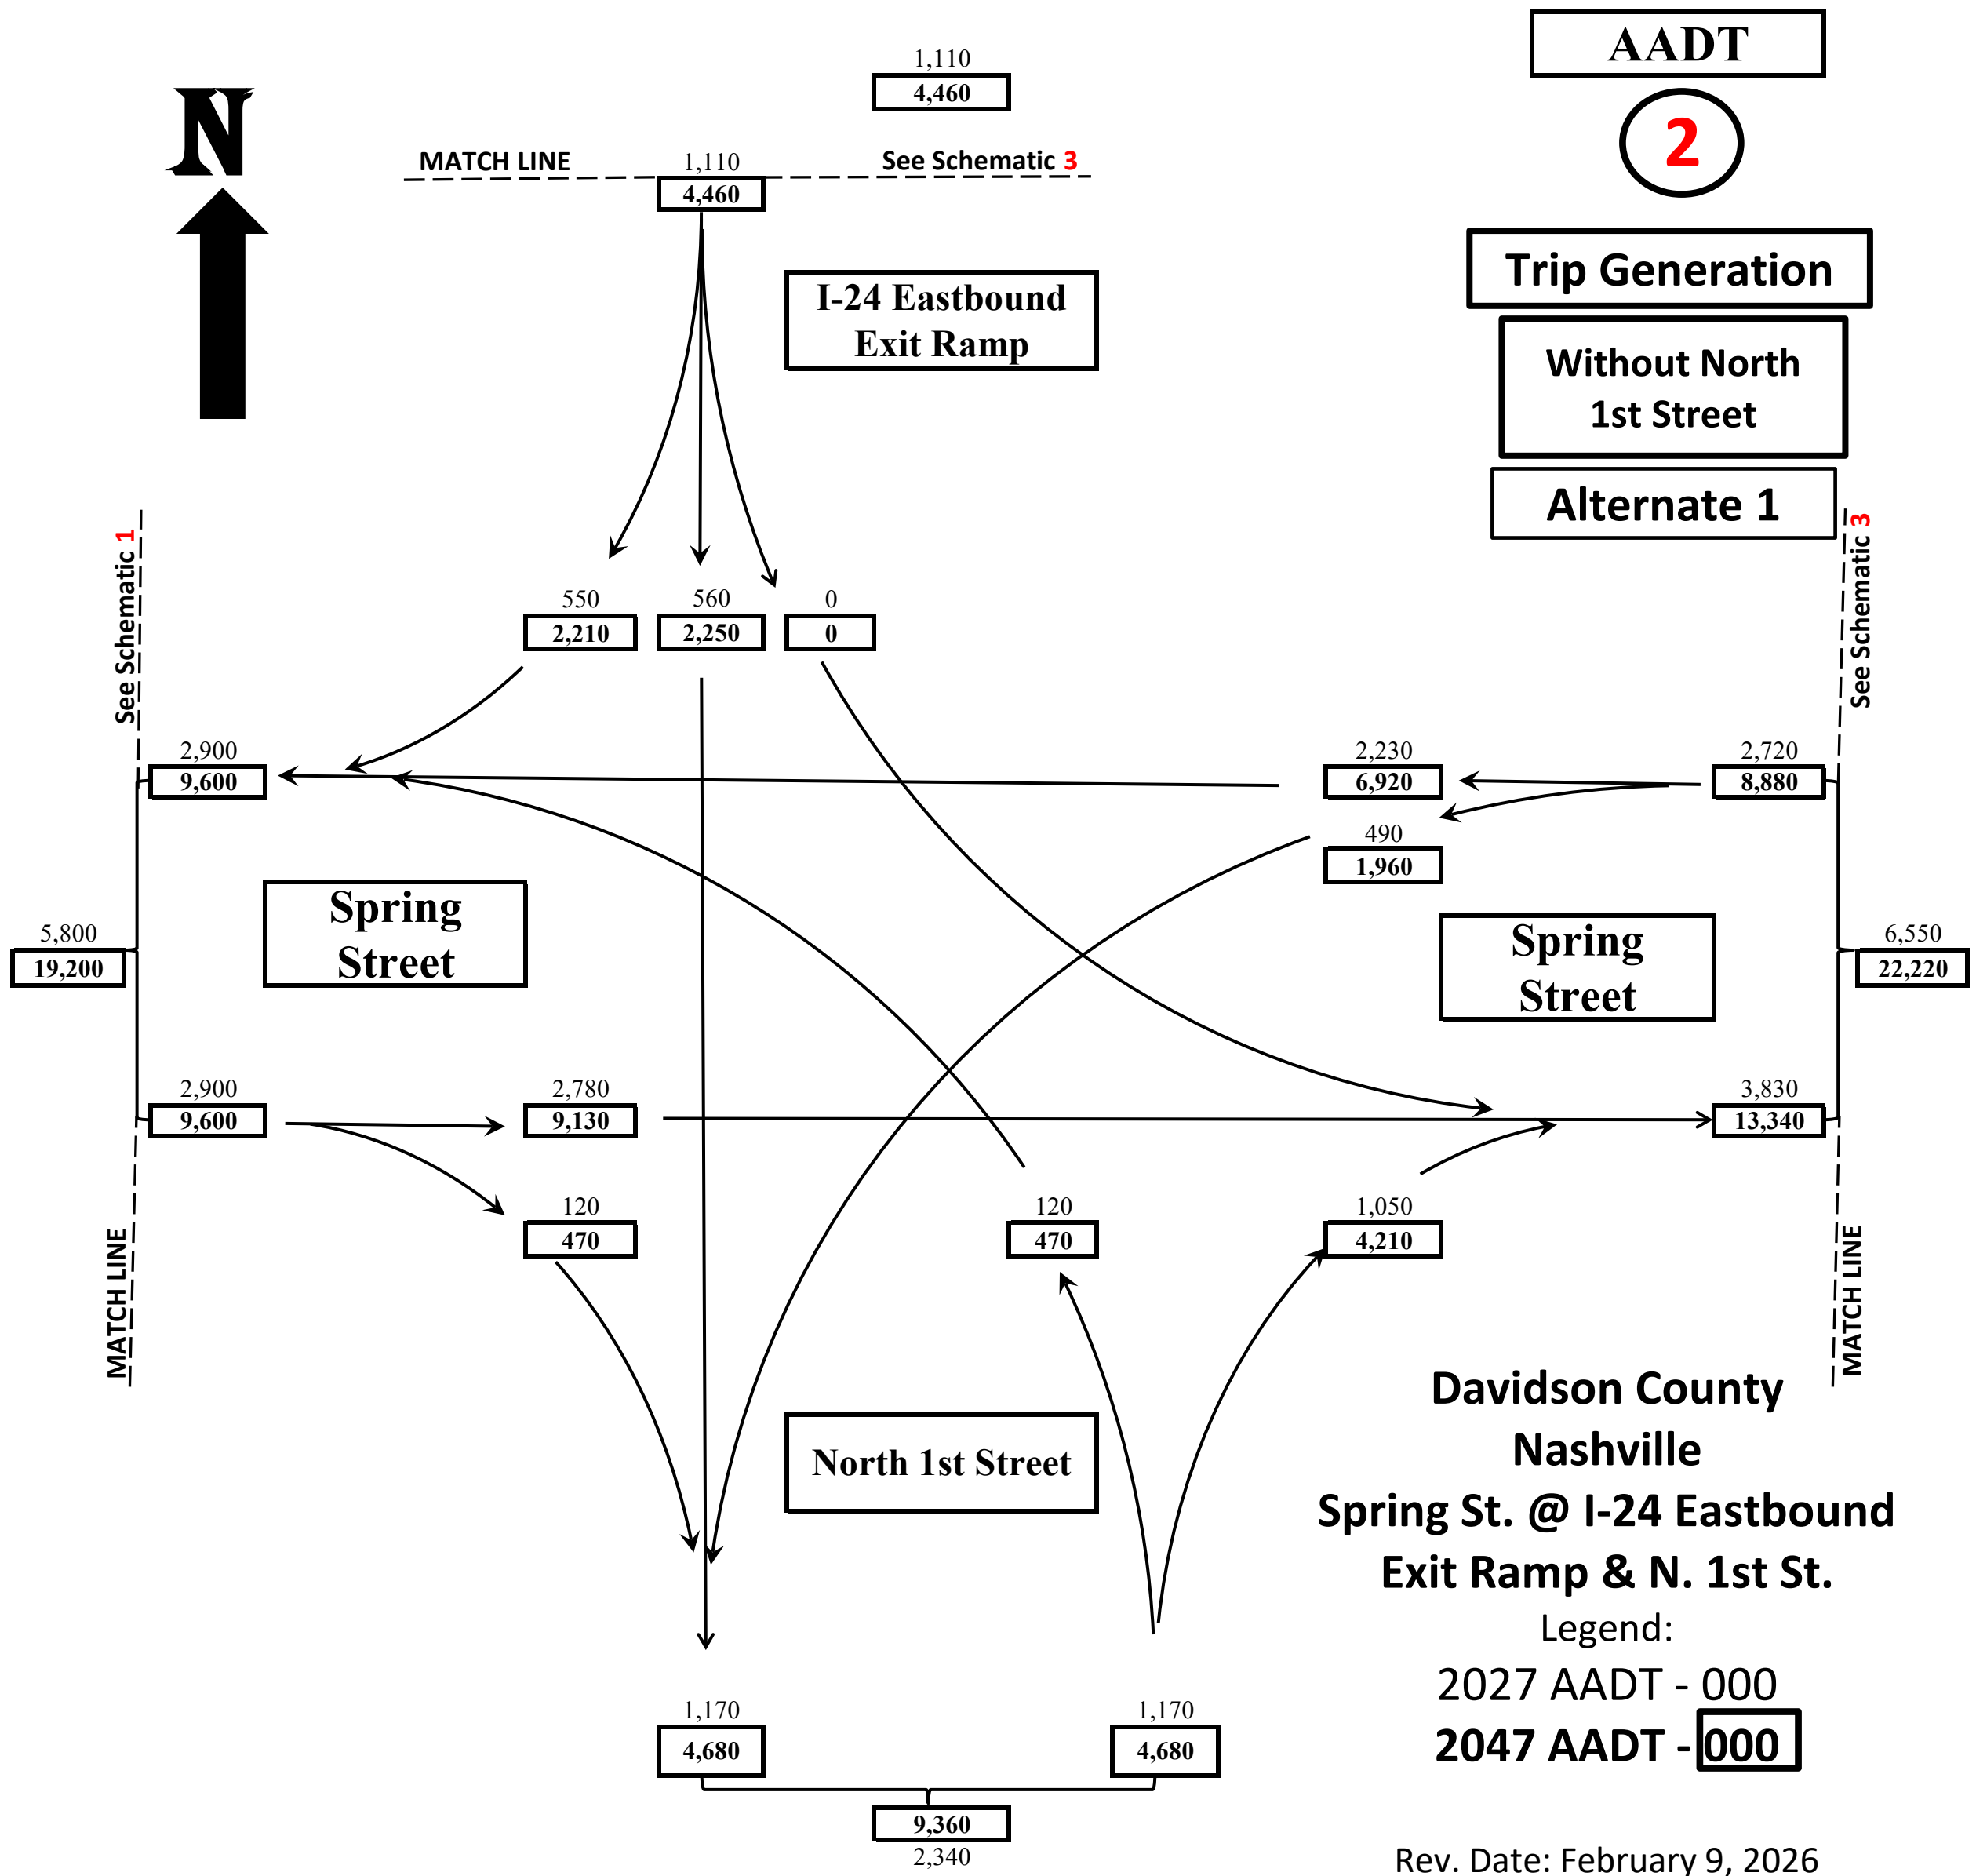 AADT
2
Trip Generation
Without North
1st Street
Alternate 1
N
1,110
4,460
MATCH LINE
1,110
See Schematic 3
4,460
I-24 Eastbound
Exit Ramp
See Schematic 1
See Schematic 3
550
560
0
2,210
2,250
0
2,900
2,230
2,720
9,600
6,920
8,880
490
1,960
Spring
Street
Spring
Street
5,800
19,200
6,550
22,220
2,900
2,780
3,830
9,600
9,130
13,340
120
120
1,050
470
470
4,210
MATCH LINE
MATCH LINE
North 1st Street
Davidson County
Nashville
Spring St. @ I-24 Eastbound
Exit Ramp & N. 1st St.
Legend:
2027 AADT - 000
2047 AADT - 000
1,170
1,170
4,680
4,680
9,360
2,340
Rev. Date: February 9, 2026